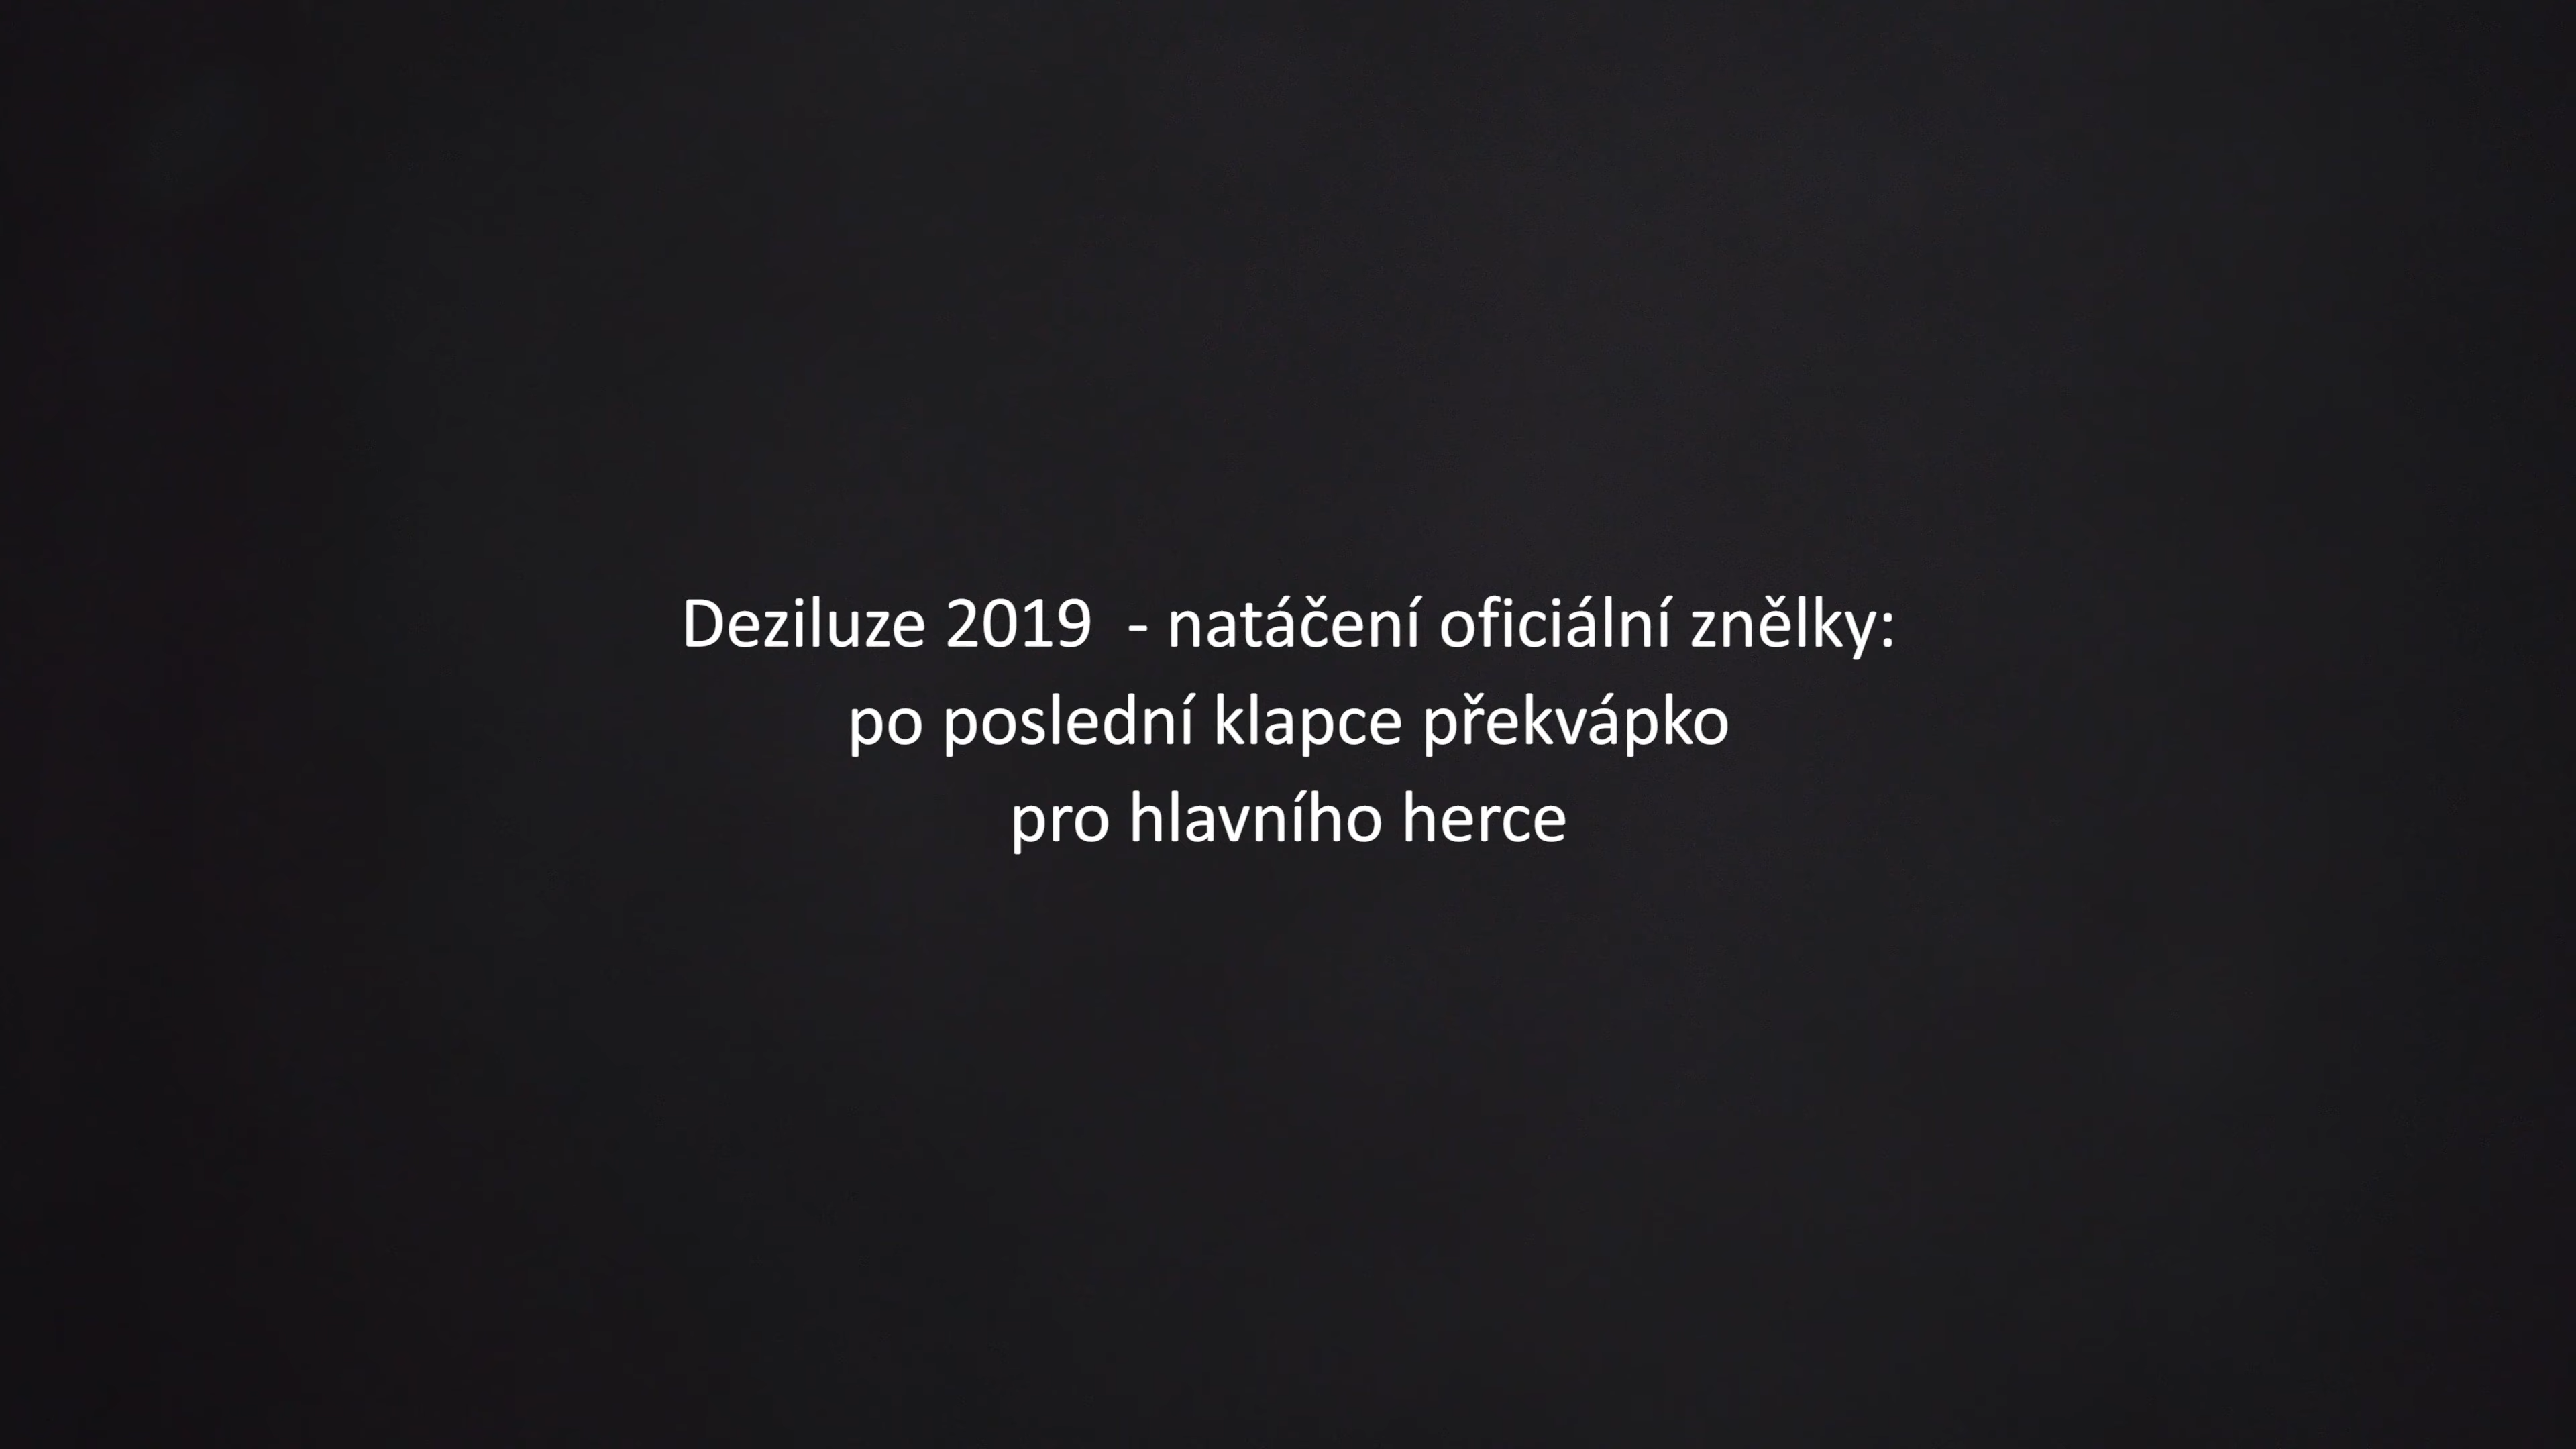 Deziluze 2019  - natáčení oficiální znělky:
po poslední klapce překvápko
pro hlavního herce